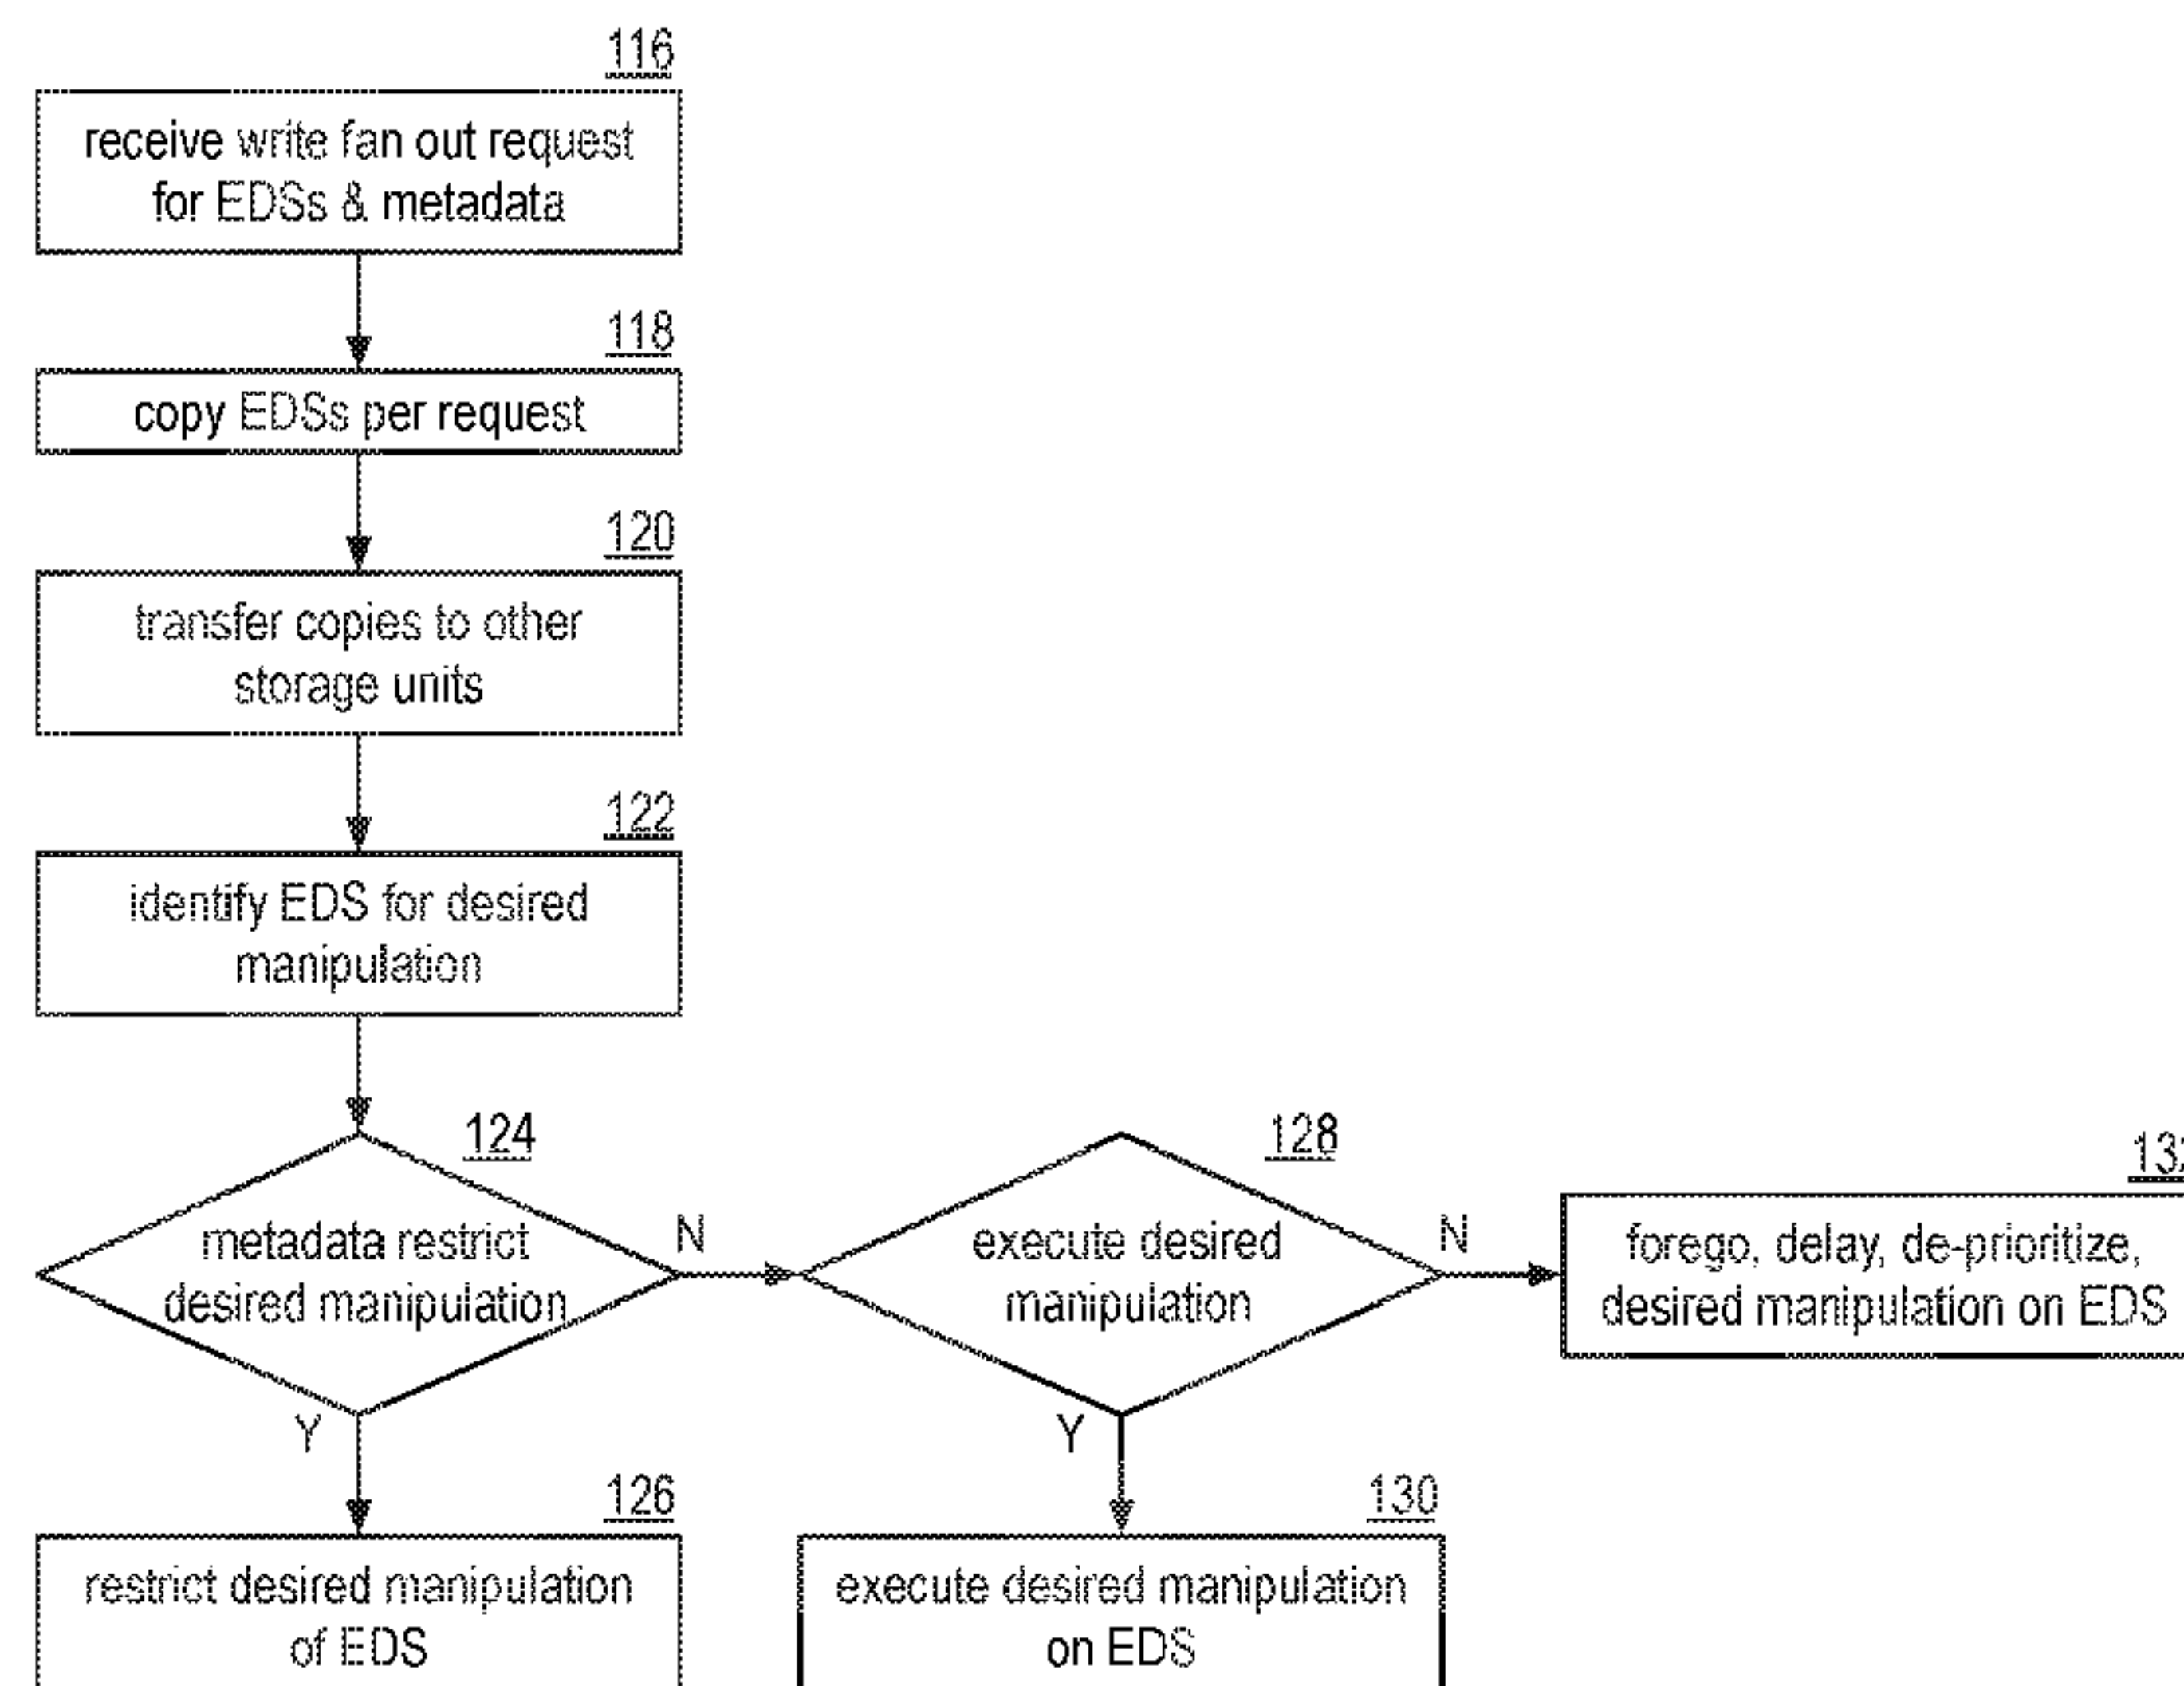 116
receive write fan out request
for EDSs & metadata
118
copy EDSs per request
120
transfer copies to other
storage units
122
identify EDS for desired
manipulation
124
metadata restrict
desired manipulation
N
Y
128
execute desired
manipulation
N
Y
forego, delay, de-prioritize,
desired manipulation on EDS
126
restrict desired manipulation
of EDS
130
execute desired manipulation
on EDS